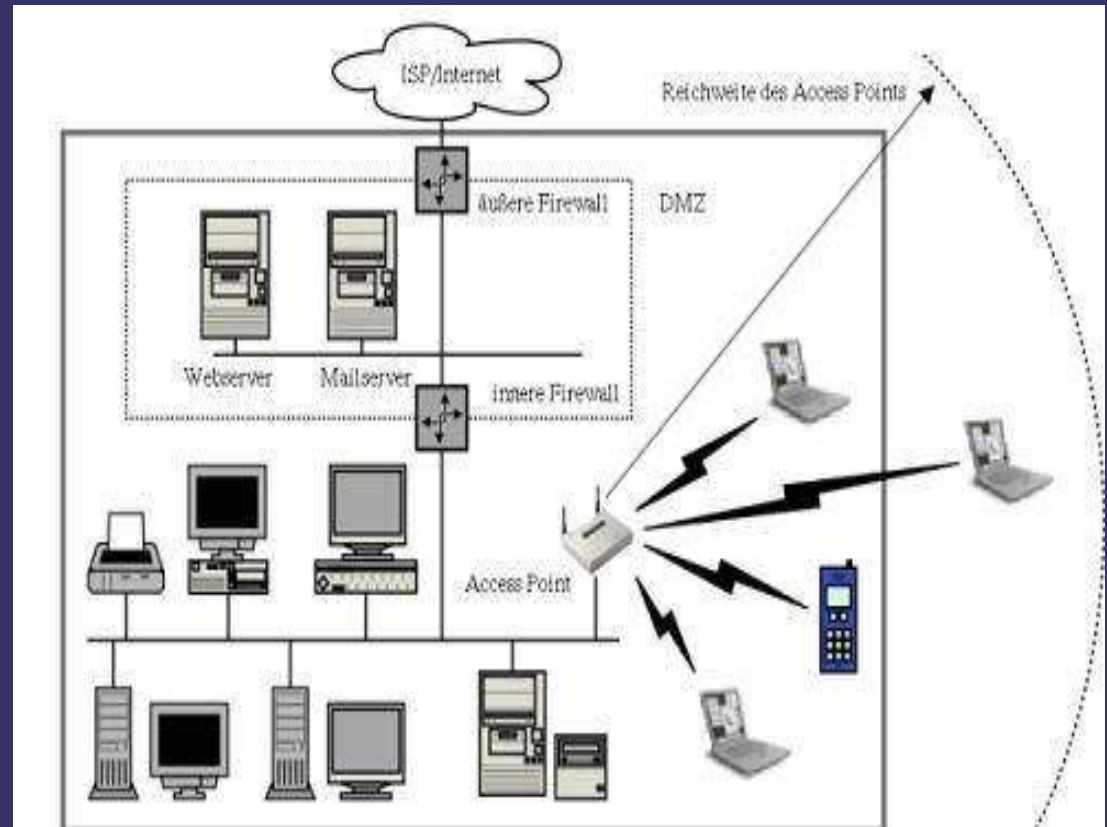 ISP/Internet
Reichweite des Access Points
äußere Firewall
DMZ
Webserver
Mailserver
innere Firewall
Access Point